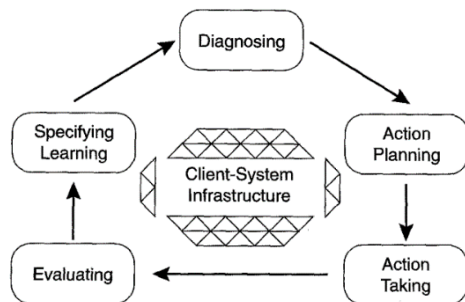 Diagnosing
Action
Planning
Action
Taking
Evaluating
Specifying
Learning
Client-System
Infrastructure